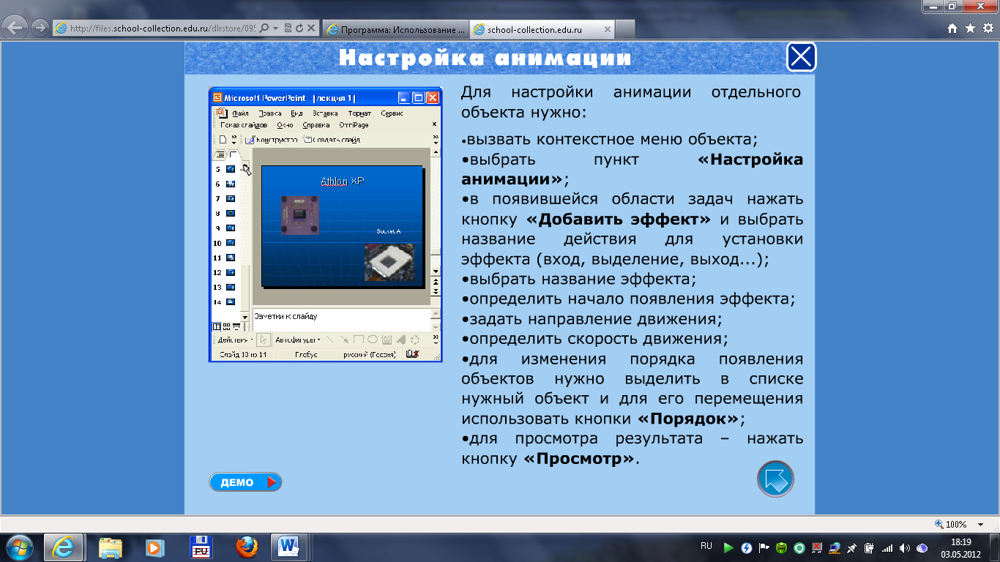 http://files.school-collection.edu.ru/dlrstore/09
Программа: Использование ...
school-collection.edu.ru
Настройка анимации
Microsoft PowerPoint - [лекция 1]
Файл Правка Вид Вставка Формат Сервис
Показ слайдов Окно Справка OmniPage
Конструктор Создать слайд
5
6
7
8
9
10
11
12
13
14
Athlon XP
Socket A
Заметки к слайду
Действия Автофигуры
Слайд 13 из 14 Глобус русский (Россия)
ДЕМО
Для настройки анимации отдельного
объекта нужно:
•вызвать контекстное меню объекта;
•выбрать пункт «Настройка
анимации»;
•в появившейся области задач нажать
кнопку «Добавить эффект» и выбрать
название действия для установки
эффекта (вход, выделение, выход...);
•выбрать название эффекта;
•определить начало появления эффекта;
•задать направление движения;
•определить скорость движения;
•для изменения порядка появления
объектов нужно выделить в списке
нужный объект и для его перемещения
использовать кнопки «Порядок»;
•для просмотра результата – нажать
кнопку «Просмотр».
100%
RU
18:19
03.05.2012